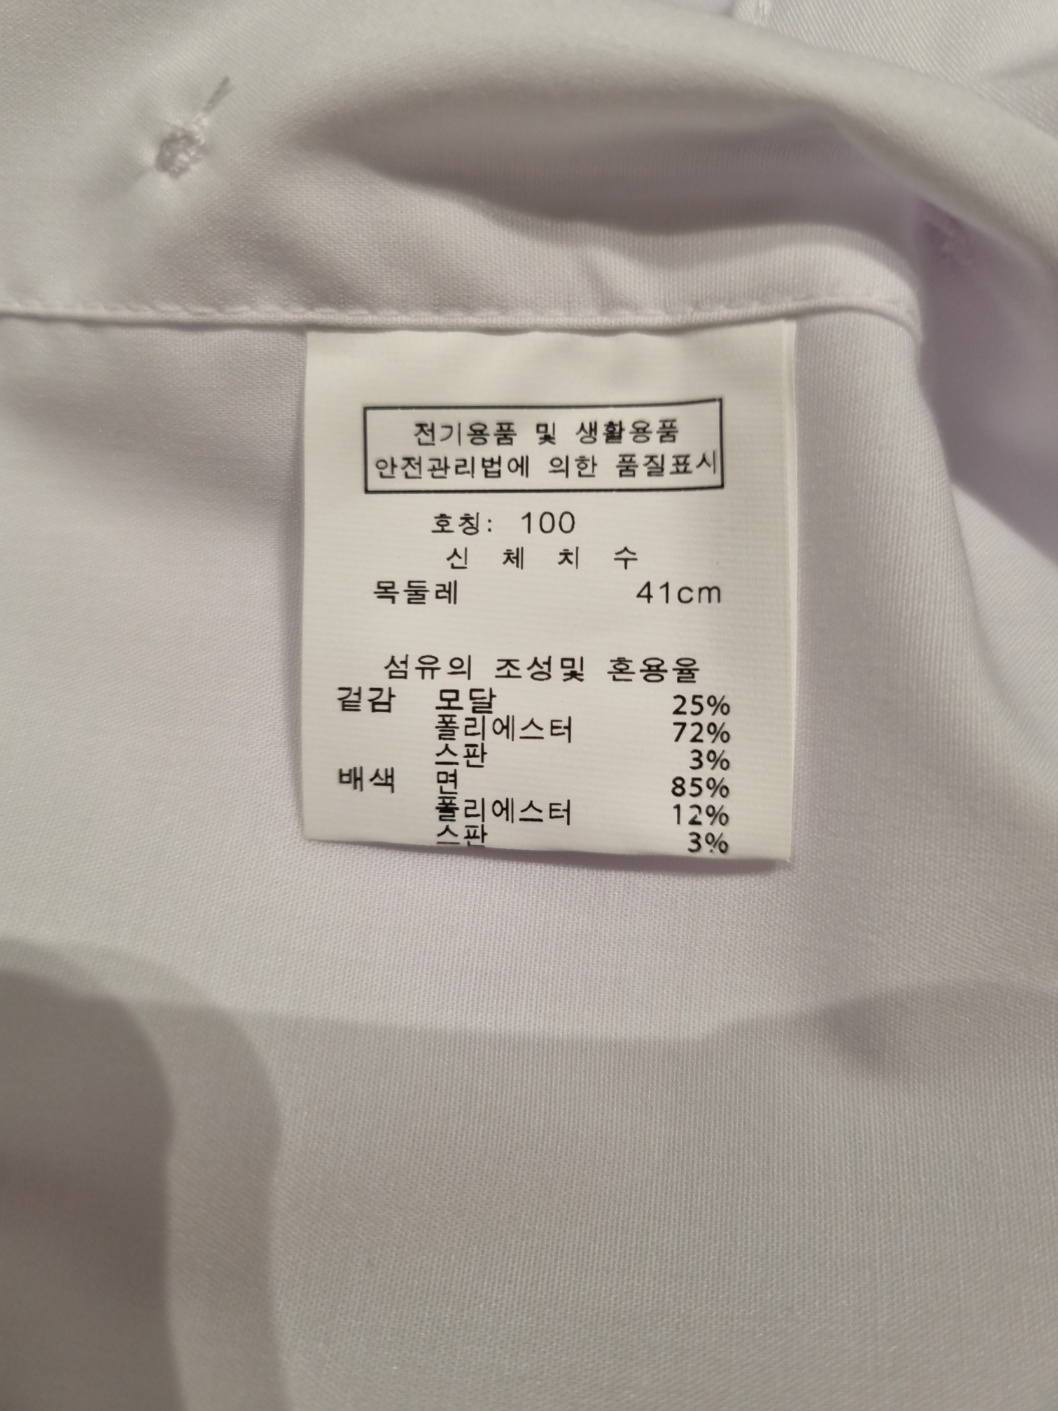 전기용품 및 생활용품
안전관리법에 의한 품질표시
호칭: 100
신 체 치 수
목둘레 41cm
섬유의 조성및 혼용율
겉감 모달 25%
폴리에스터 72%
스판 3%
배색 면 85%
폴리에스터 12%
스판 3%